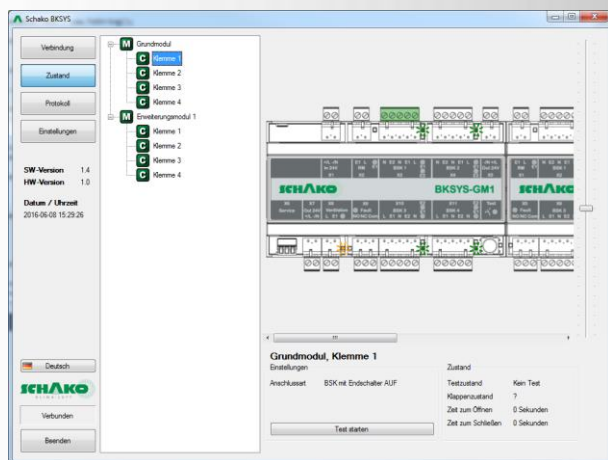 Schako BKSYS
Verbindung
Zustand
Protokoll
Einstellungen
SW-Version 1.4
HW-Version 1.0
Datum / Uhrzeit
2016-06-08 15:29:26
Deutsch
SCHAKO
Verbunden
Beenden
M Grundmodul
C Klemme 1
C Klemme 2
C Klemme 3
C Klemme 4
M Erweiterungsmodul 1
C Klemme 1
C Klemme 2
C Klemme 3
C Klemme 4
SCHAKO BKSYS-GM1 SCHAKO
Service
Grundmodul, Klemme 1
Einstellungen
Anschlussart BSK mit Endschalter AUF
Test starten
Zustand
Testzustand Kein Test
Klappenzustand ?
Zeit zum Öffnen 0 Sekunden
Zeit zum Schließen 0 Sekunden